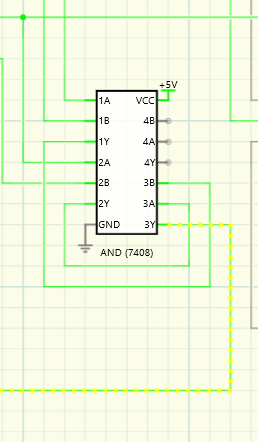 +5V
1A VCC
1B 4B
1Y 4A
2A 4Y
2B 3B
2Y 3A
GND 3Y
AND (7408)